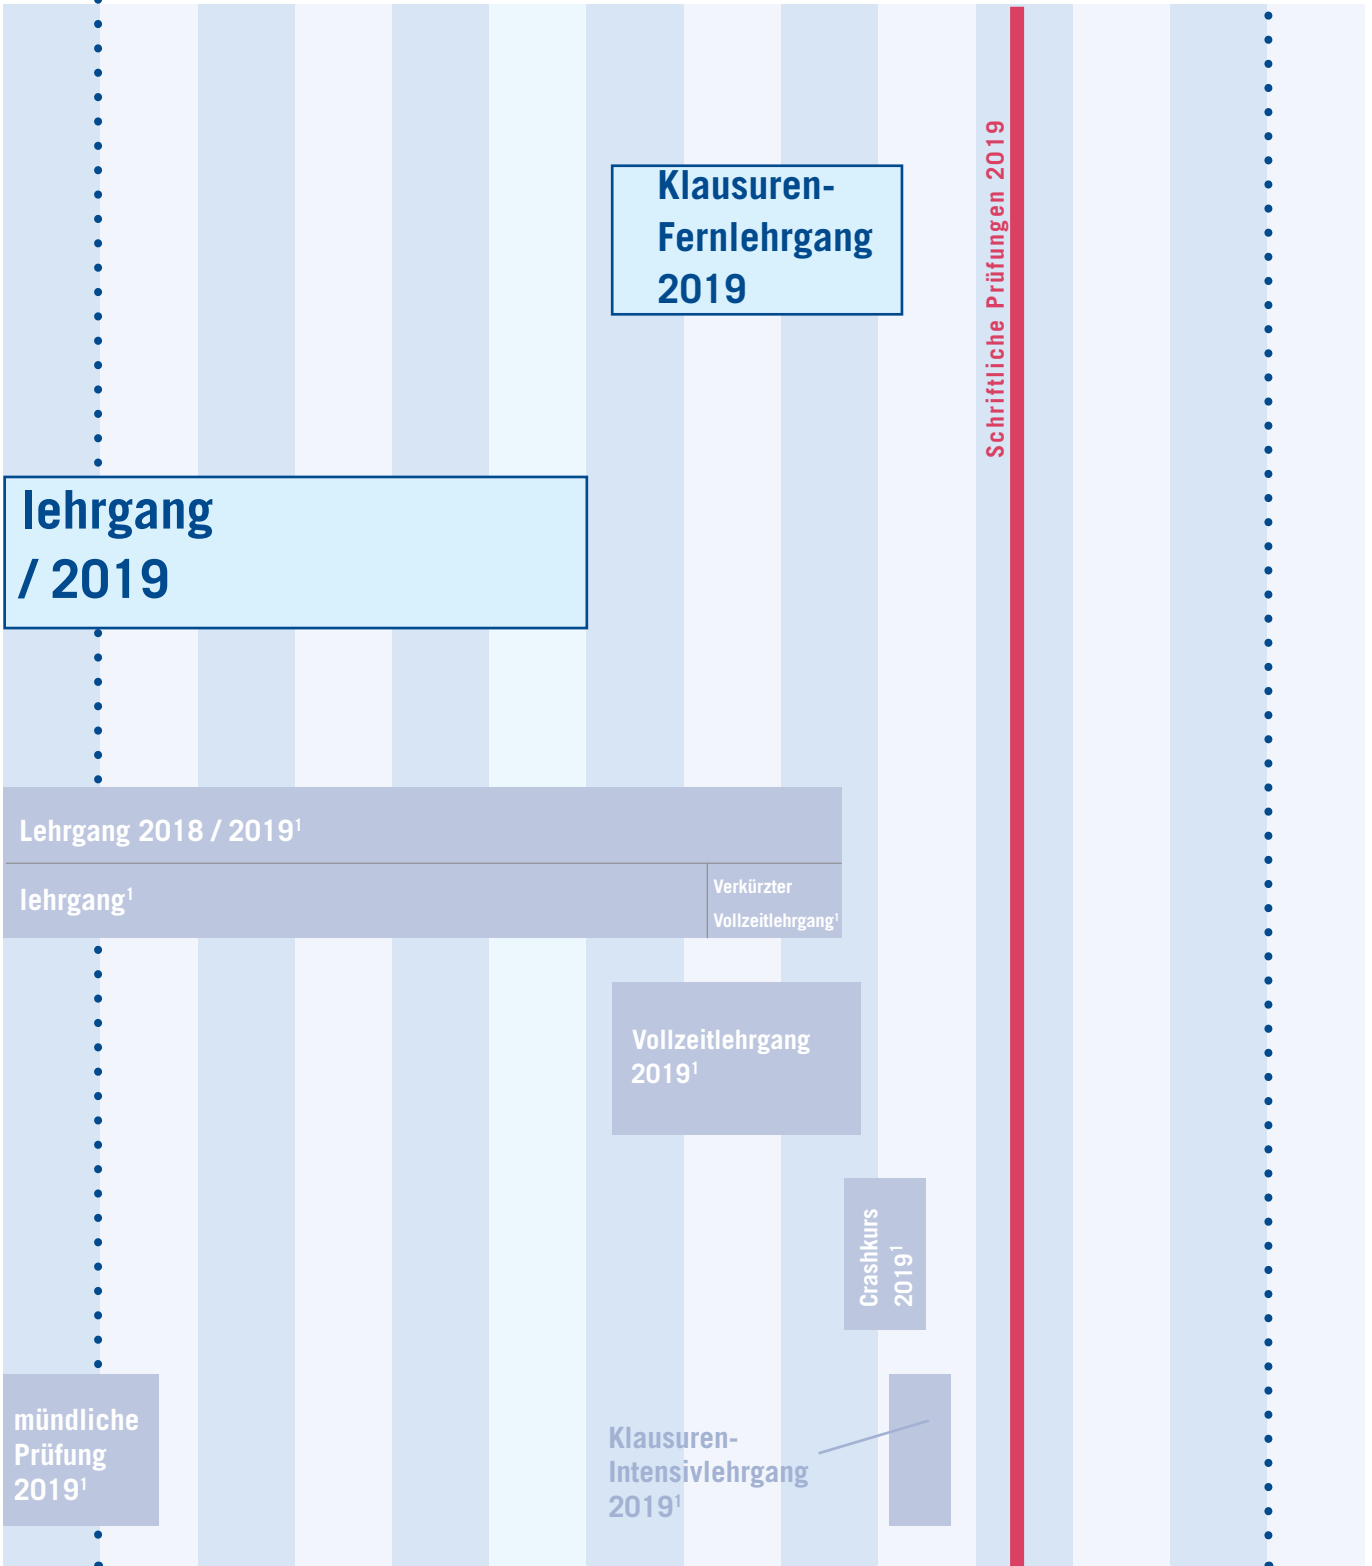 Schriftliche Prüfungen 2019
Klausuren-
Fernlehrgang
2019
lehrgang
/ 2019
Lehrgang 2018 / 2019¹
lehrgang¹
Verkürzter
Vollzeitlehrgang¹
Vollzeitlehrgang
2019¹
Crashkurs
2019¹
mündliche
Prüfung
2019¹
Klausuren-
Intensivlehrgang
2019¹